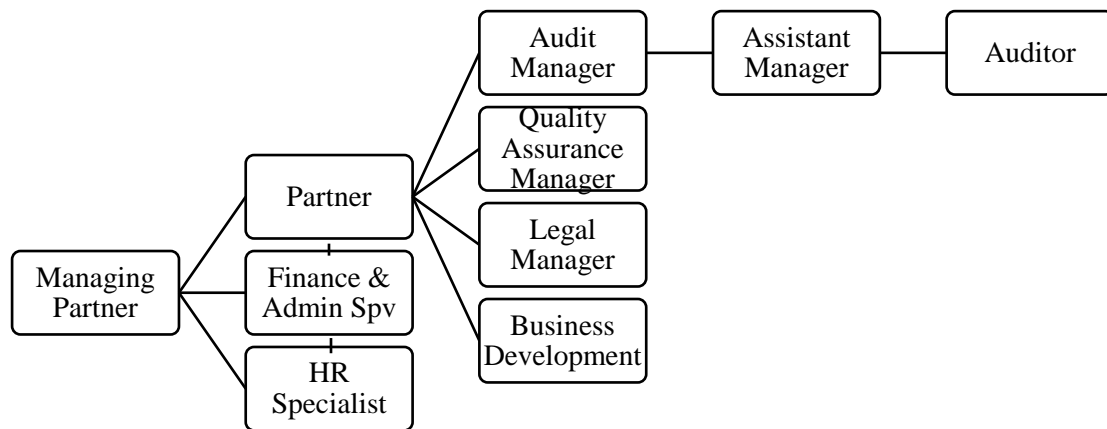 Audit
Manager
Assistant
Manager
Auditor
Quality
Assurance
Manager
Partner
Legal
Manager
Managing
Partner
Finance &
Admin Spv
Business
Development
HR
Specialist